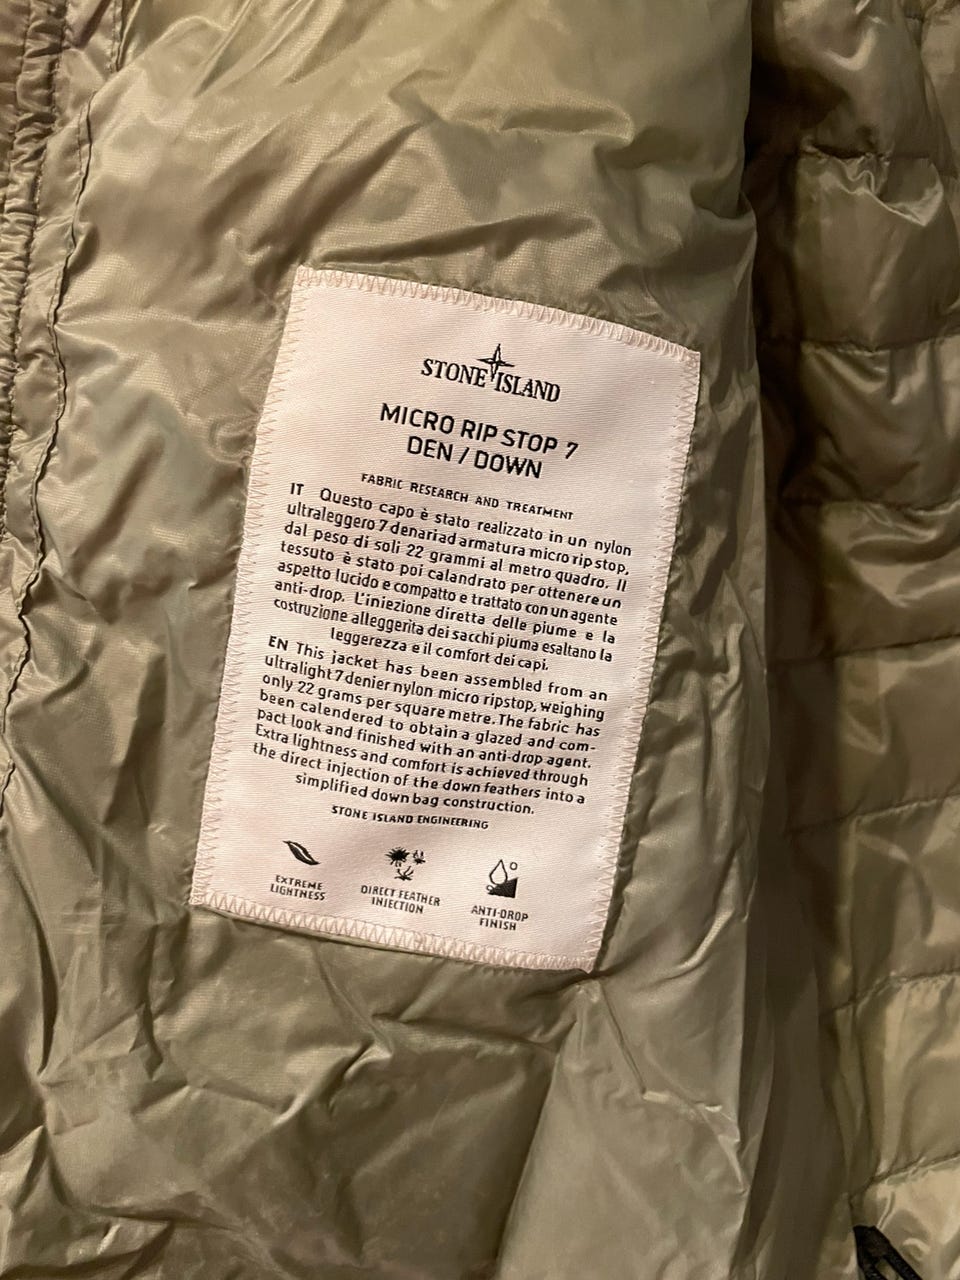 STONE ISLAND
MICRO RIP STOP 7
DEN / DOWN
FABRIC RESEARCH AND TREATMENT
IT Questo capo è stato realizzato in un nylon
ultraleggero 7 denari ad armatura micro rip stop,
dal peso di soli 22 grammi al metro quadro. Il
tessuto è stato poi calandrato per ottenere un
aspetto lucido e compatto e trattato con un agente
anti-drop. L'iniezione diretta delle piume e la
costruzione alleggerita dei sacchi piuma esaltano la
leggerezza e il comfort dei capi.
EN This jacket has been assembled from an
ultralight 7 denier nylon micro ripstop, weighing
only 22 grams per square metre. The fabric has
been calendered to obtain a glazed and com-
pact look and finished with an anti-drop agent.
Extra lightness and comfort is achieved through
the direct injection of the down feathers into a
simplified down bag construction.
STONE ISLAND ENGINEERING
EXTREME
LIGHTNESS
DIRECT FEATHER
INJECTION
ANTI-DROP
FINISH